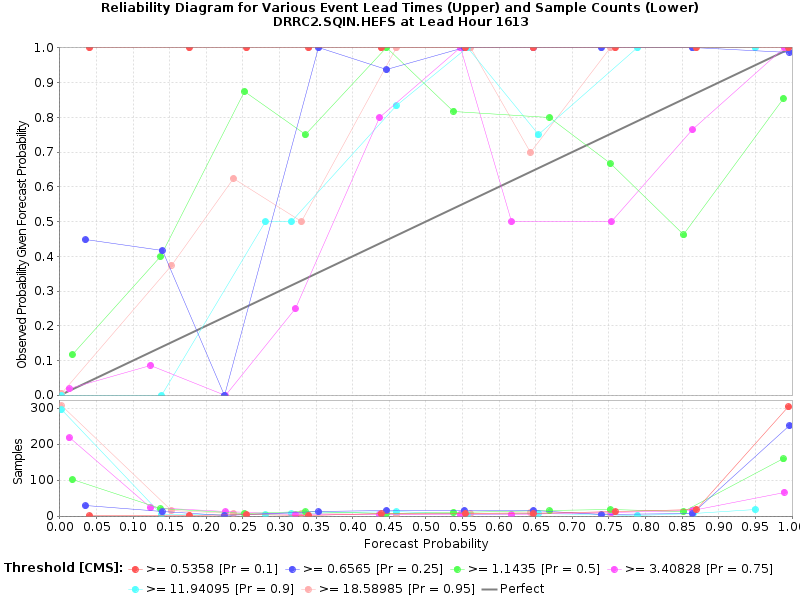 Reliability Diagram for Various Event Lead Times (Upper) and Sample Counts (Lower)
DRRC2.SQIN.HEFS at Lead Hour 1613
Observed Probability Given Forecast Probability
1.0
0.9
0.8
0.7
0.6
0.5
0.4
0.3
0.2
0.1
0.0
Samples
300
200
100
0
0.00 0.05 0.10 0.15 0.20 0.25 0.30 0.35 0.40 0.45 0.50 0.55 0.60 0.65 0.70 0.75 0.80 0.85 0.90 0.95 1.00
Forecast Probability
Threshold [CMS]: >= 0.5358 [Pr = 0.1] >= 0.6565 [Pr = 0.25] >= 1.1435 [Pr = 0.5] >= 3.40828 [Pr = 0.75]
>= 11.94095 [Pr = 0.9] >= 18.58985 [Pr = 0.95] Perfect